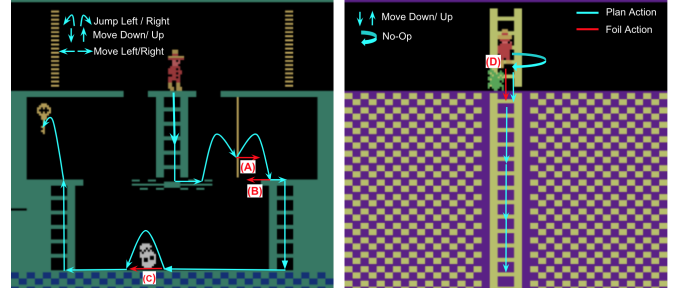 Jump Left / Right
Move Down/ Up
Move Left/Right
(A)
(B)
(C)
Move Down/ Up
No-Op
(D)
Plan Action
Foil Action